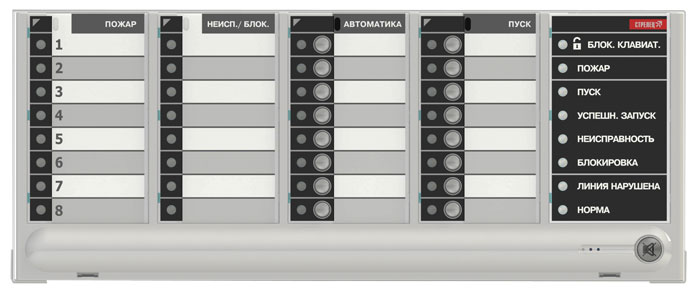 ПОЖАР
НЕИСП./ БЛОК.
АВТОМАТИКА
ПУСК
СТРЕЛЕЦ
1
2
3
4
5
6
7
8
БЛОК. КЛАВИАТ.
ПОЖАР
ПУСК
УСПЕШН. ЗАПУСК
НЕИСПРАВНОСТЬ
БЛОКИРОВКА
ЛИНИЯ НАРУШЕНА
НОРМА